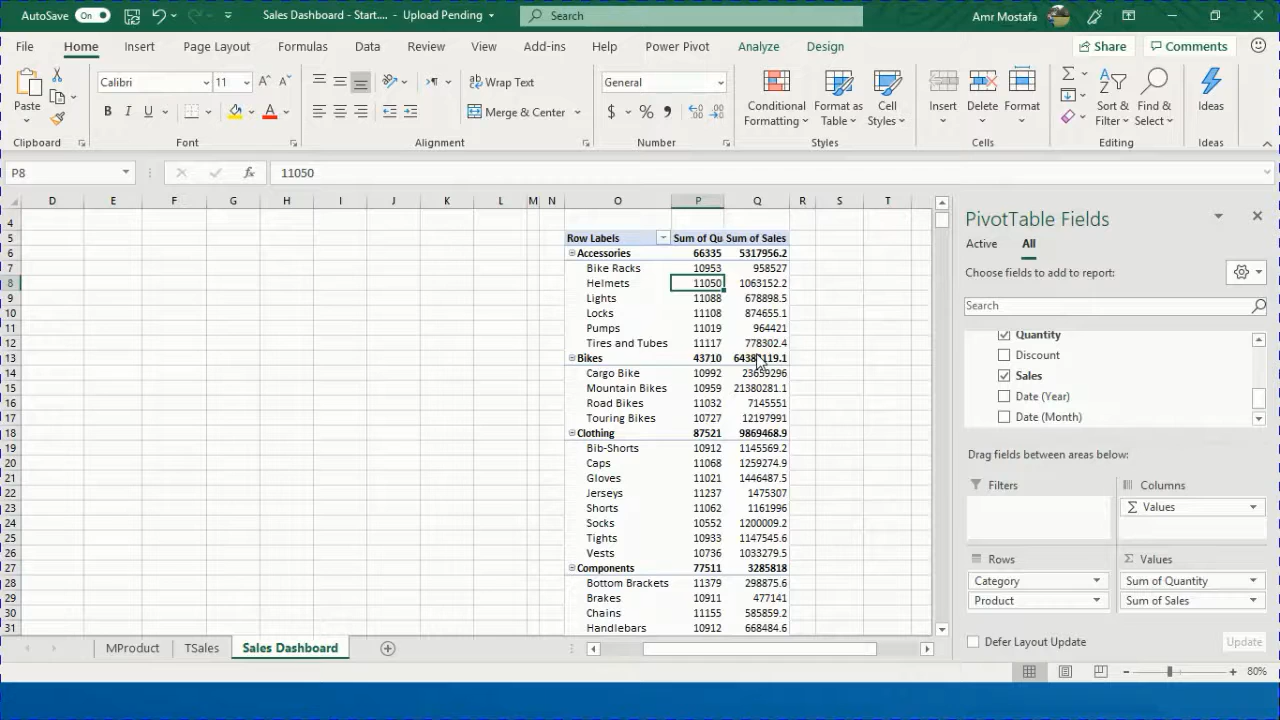 AutoSave On Sales Dashboard - Start.... - Upload Pending Search Amr Mostafa
File Home Insert Page Layout Formulas Data Review View Add-ins Help Power Pivot Analyze Design Share Comments
Calibri 11 Wrap Text General
Paste Merge & Center Conditional Formatting Format as Table Cell Styles Insert Delete Format Sort & Filter Find & Select Ideas
Clipboard Font Alignment Number Styles Cells Editing Ideas
P8 fx 11050
D E F G H I J K L M N O P Q R S T
4
5 Row Labels Sum of Qu Sum of Sales
6 Accessories 66335 5317956.2
7 Bike Racks 10953 958527
8 Helmets 11050 1063152.2
9 Lights 11088 678898.5
10 Locks 11108 874655.1
11 Pumps 11019 964421
12 Tires and Tubes 11117 778302.4
13 Bikes 43710
14 Cargo Bike 10992 23659296
15 Mountain Bikes 10959 21380281.1
16 Road Bikes 11032 7145551
17 Touring Bikes 10727 12197991
18 Clothing 87521 9869468.9
19 Bib-Shorts 10912 1145569.2
20 Caps 11068 1259274.9
21 Gloves 11021 1446487.5
22 Jerseys 11237 1475307
23 Shorts 11062 1161996
24 Socks 10552 1200009.2
25 Tights 10933 1147545.6
26 Vests 10736 1033279.5
27 Components 77511 3285818
28 Bottom Brackets 11379 298875.6
29 Brakes 10911 477141
30 Chains 11155 585859.2
31 Handlebars 10912 668484.6
PivotTable Fields
Active All
Choose fields to add to report:
Search
Quantity
Discount
Sales
Date (Year)
Date (Month)
Drag fields between areas below:
Filters Columns
Σ Values
Rows Σ Values
Category Sum of Quantity
Product Sum of Sales
Defer Layout Update Update
MProduct TSales Sales Dashboard
80%